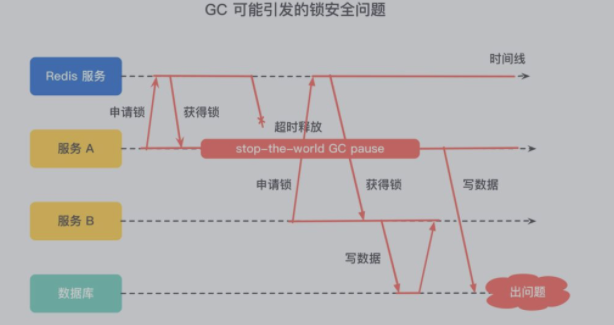 GC 可能引发的锁安全问题
时间线
Redis 服务
申请锁
获得锁
超时释放
服务 A
stop-the-world GC pause
申请锁
获得锁
写数据
服务 B
写数据
数据库
出问题